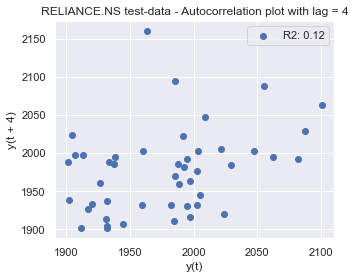 RELIANCE.NS test-data - Autocorrelation plot with lag = 4
R2: 0.12
y(t + 4)
2150
2100
2050
2000
1950
1900
1900 1950 2000 2050 2100
y(t)